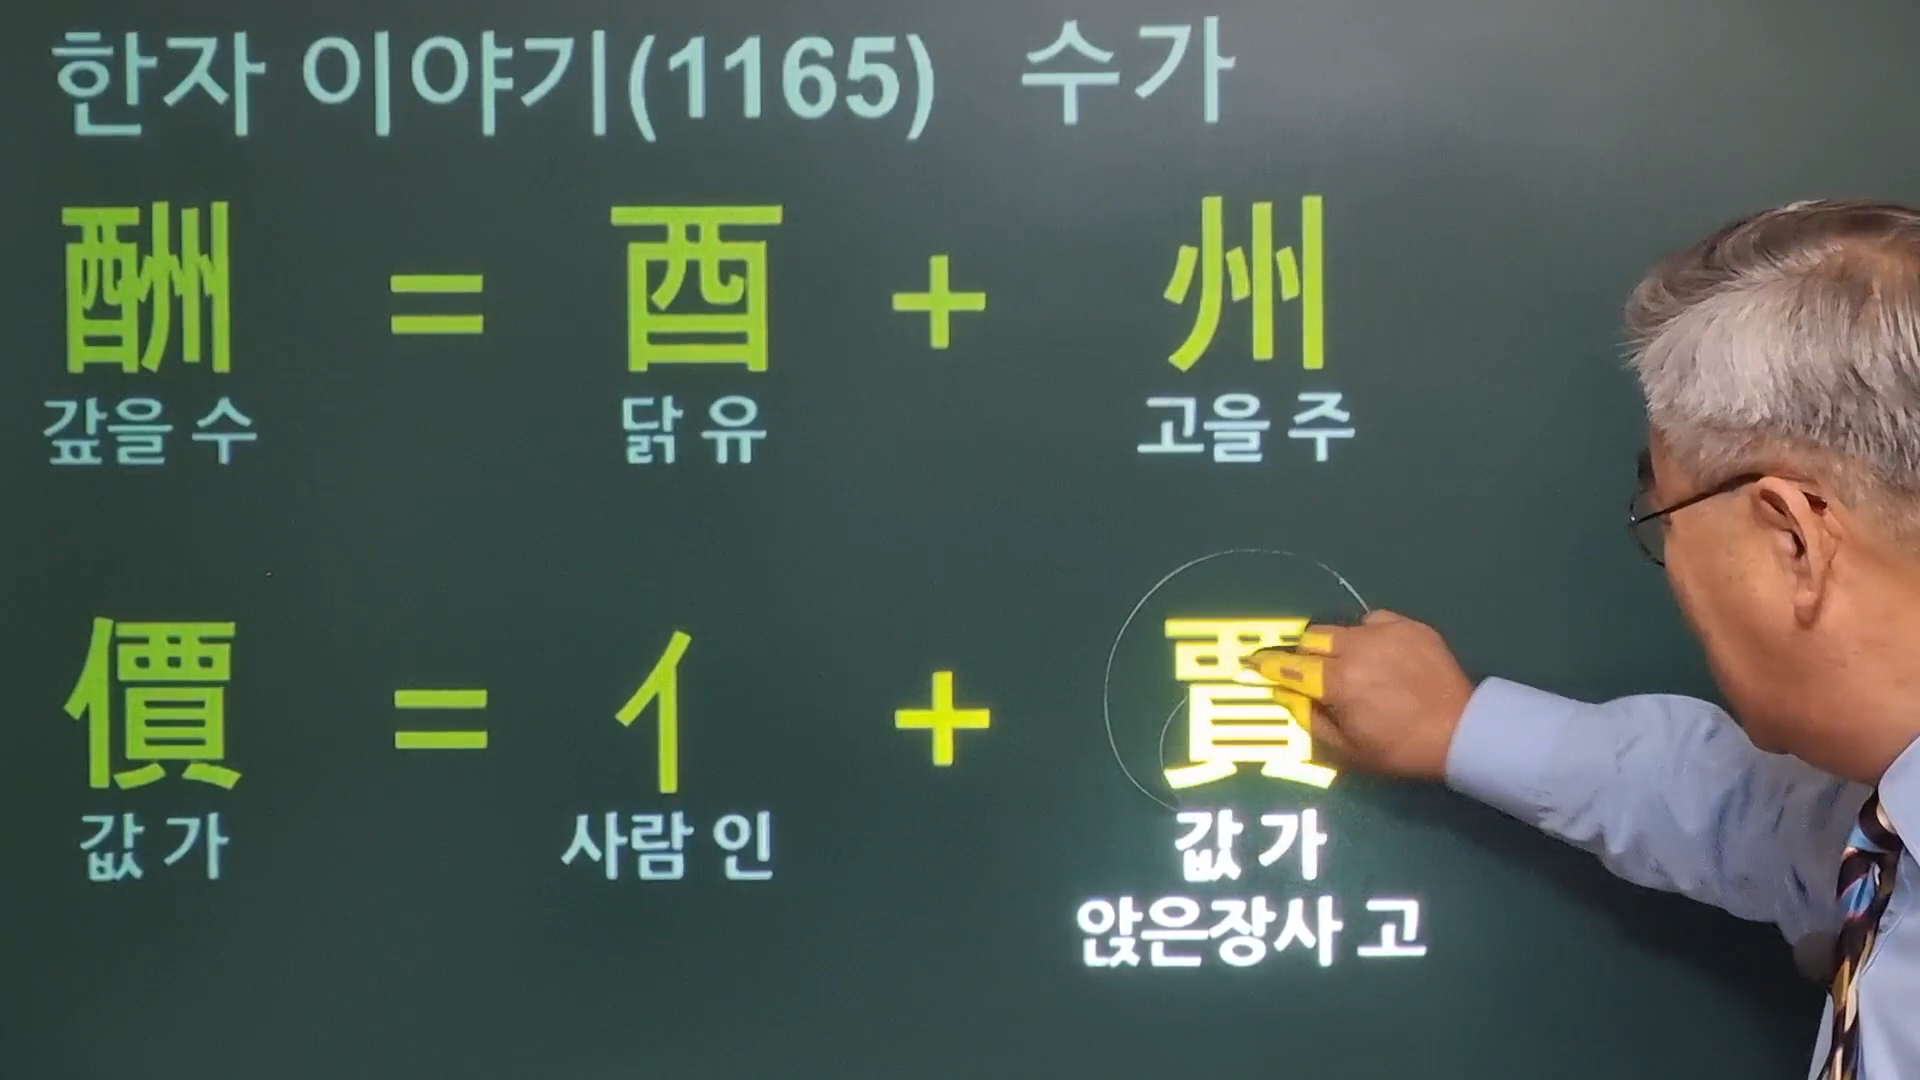 한자 이야기(1165) 수가
酬 = 酉 + 州
갚을 수 닭 유 고을 주
價 = 亻 + 賈
값 가 사람 인 값 가
앉은장사 고